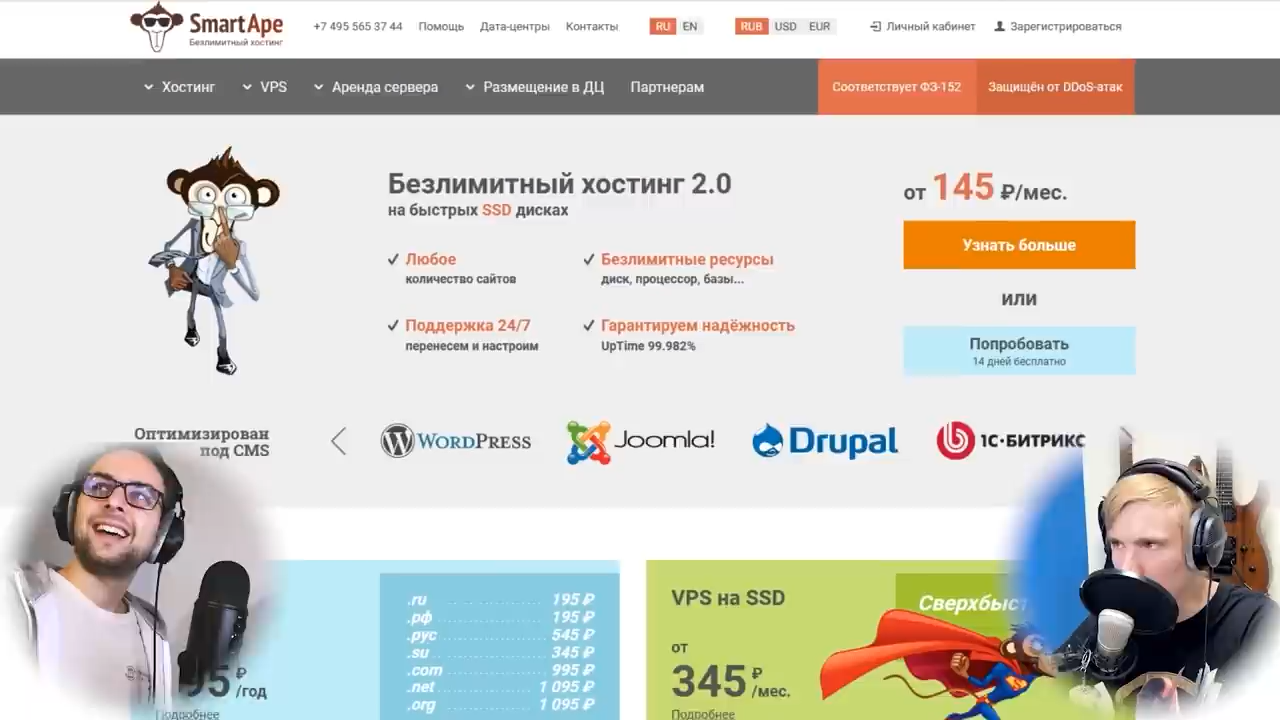 SmartApe
Безлимитный хостинг
+7 495 565 37 44 Помощь Дата-центры Контакты RU EN RUB USD EUR Личный кабинет Зарегистрироваться
Хостинг VPS Аренда сервера Размещение в ДЦ Партнерам Соответствует ФЗ-152 Защищён от DDoS-атак
Безлимитный хостинг 2.0
на быстрых SSD дисках
Любое
количество сайтов
Безлимитные ресурсы
диск, процессор, базы...
Поддержка 24/7
перенесем и настроим
Гарантируем надёжность
UpTime 99.982%
от 145 ₽/мес.
Узнать больше
или
Попробовать
14 дней бесплатно
Оптимизирован
под CMS
WORDPRESS
Joomla!
Drupal
1С-БИТРИКС
₽/год
Подробнее
.ru 195 ₽
.рф 195 ₽
.рус 545 ₽
.su 345 ₽
.com 995 ₽
.net 1 095 ₽
.org 1 095 ₽
VPS на SSD
от
345 ₽/мес.
Подробнее